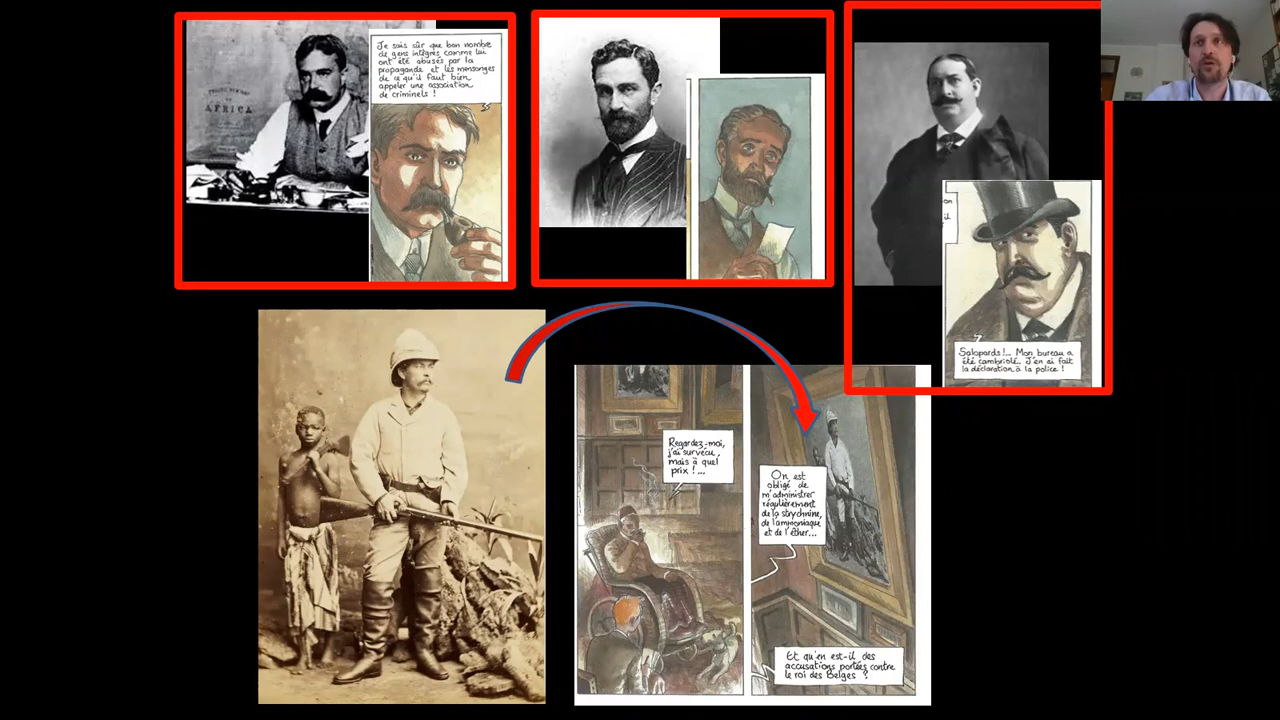 AFRICA
Je sais sûr que bon nombre
de gens intègres comme lui
ont été abusés par la
propagande et les mensonges
de ce qu'il faut bien
appeler une association
de criminels !
on
il
Salopards !... Mon bureau a
été cambriolé. J'en ai fait
la déclaration à la police !
Regardez-moi,
j'ai survécu,
mais à quel
prix ! ...
On est
obligé de
m'administrer
régulièrement
de la strychnine,
de l'ammoniaque
et de l'éther...
Et qu'en est-il des
accusations portées contre
le roi des Belges ?